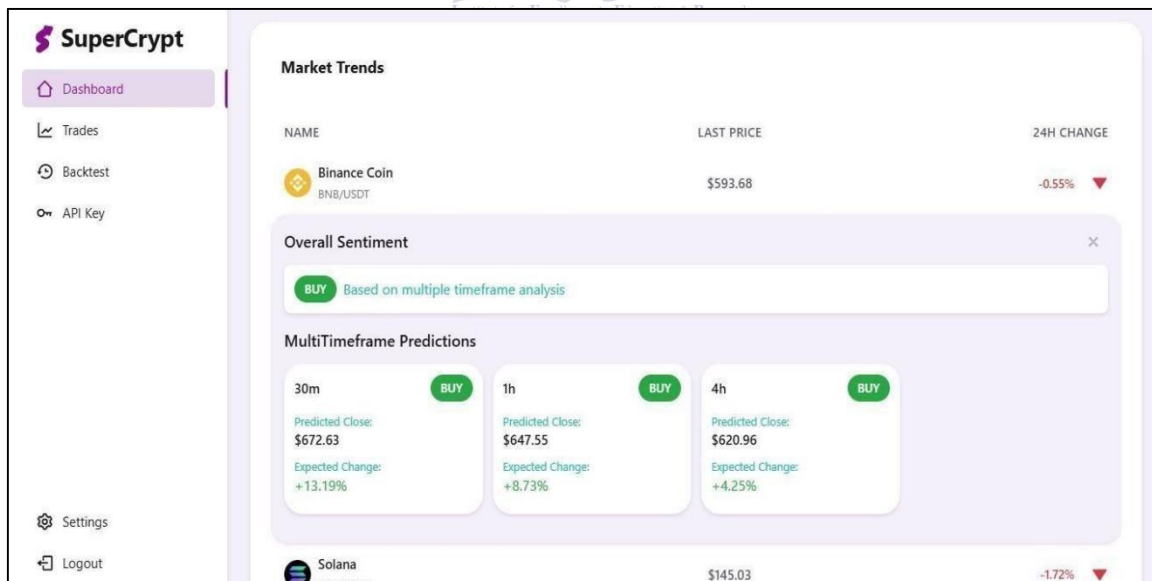 SuperCrypt
Dashboard
Trades
Backtest
API Key
Settings
Logout
Market Trends
NAME LAST PRICE 24H CHANGE
Binance Coin
BNB/USDT
$593.68 -0.55%
Overall Sentiment ×
BUY Based on multiple timeframe analysis
MultiTimeframe Predictions
30m BUY
Predicted Close:
$672.63
Expected Change:
+13.19%
1h BUY
Predicted Close:
$647.55
Expected Change:
+8.73%
4h BUY
Predicted Close:
$620.96
Expected Change:
+4.25%
Solana
$145.03 -1.72%